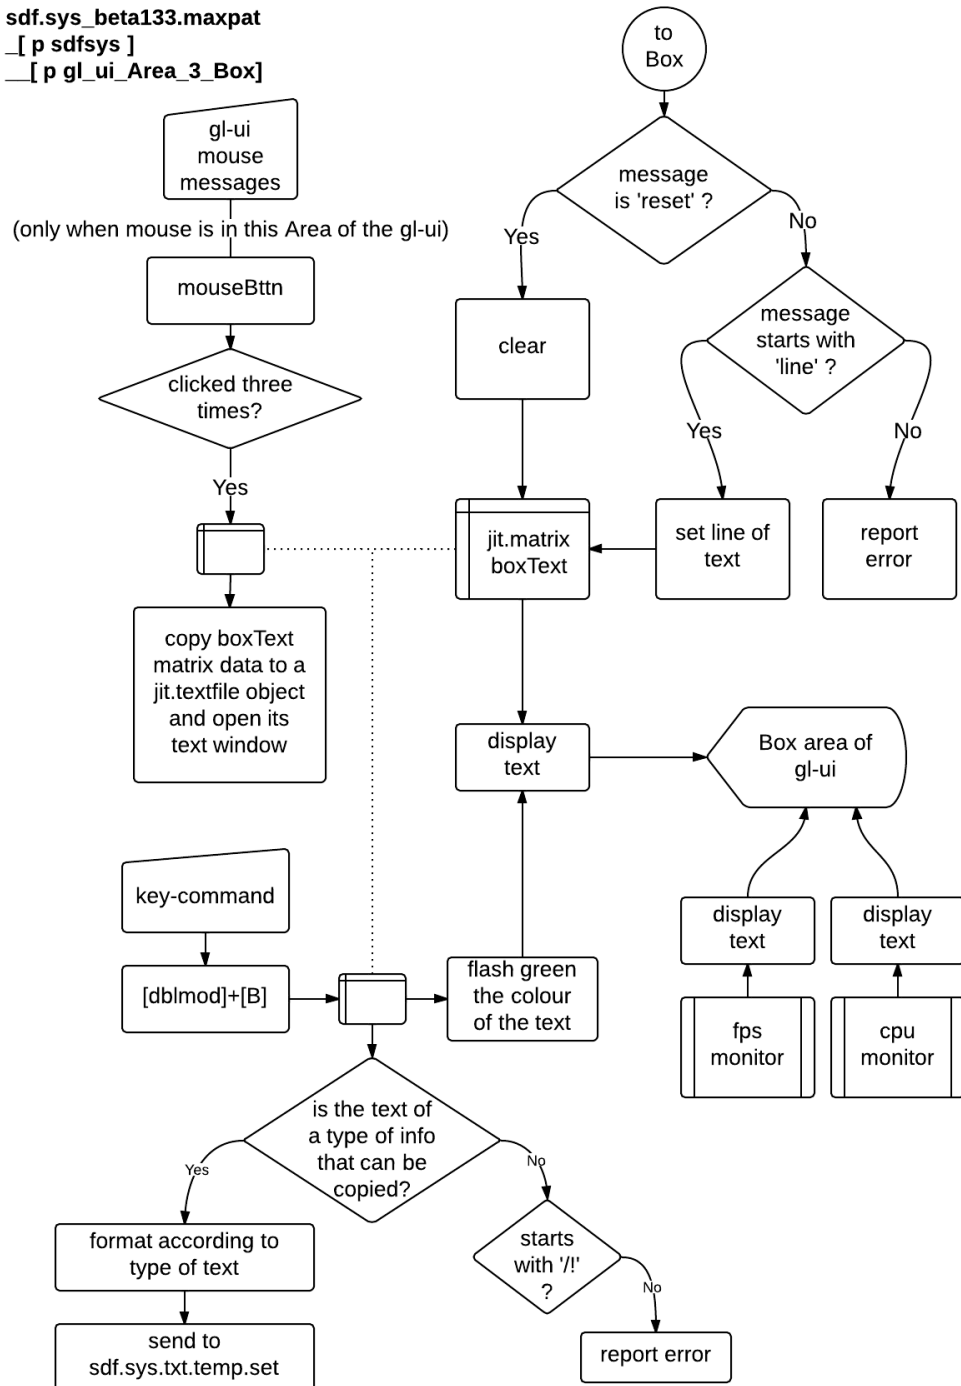 sdf.sys_beta133.maxpat
_[ p sdfsys ]
__[ p gl_ui_Area_3_Box]
gl-ui
mouse
messages
(only when mouse is in this Area of the gl-ui)
mouseBttn
clicked three
times?
Yes
copy boxText
matrix data to a
jit.textfile object
and open its
text window
to
Box
message
is 'reset' ?
Yes
No
clear
message
starts with
'line' ?
Yes
No
jit.matrix
boxText
set line of
text
report
error
display
text
Box area of
gl-ui
display
text
display
text
fps
monitor
cpu
monitor
key-command
[dblmod]+[B]
flash green
the colour
of the text
is the text of
a type of info
that can be
copied?
Yes
No
format according to
type of text
send to
sdf.sys.txt.temp.set
starts
with '/!'
?
No
report error